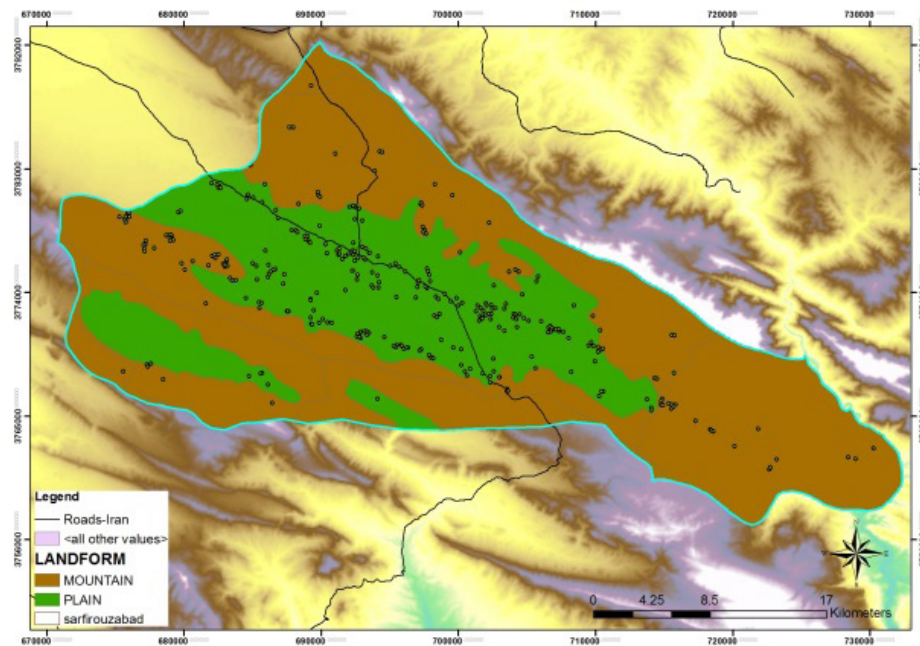 670000 680000 690000 700000 710000 720000 730000
3792000
3783000
3774000
3765000
3756000
Legend
Roads-Iran
<all other values>
LANDFORM
MOUNTAIN
PLAIN
sarfirouzabad
0 4.25 8.5 17
Kilometers
670000 680000 690000 700000 710000 720000 730000